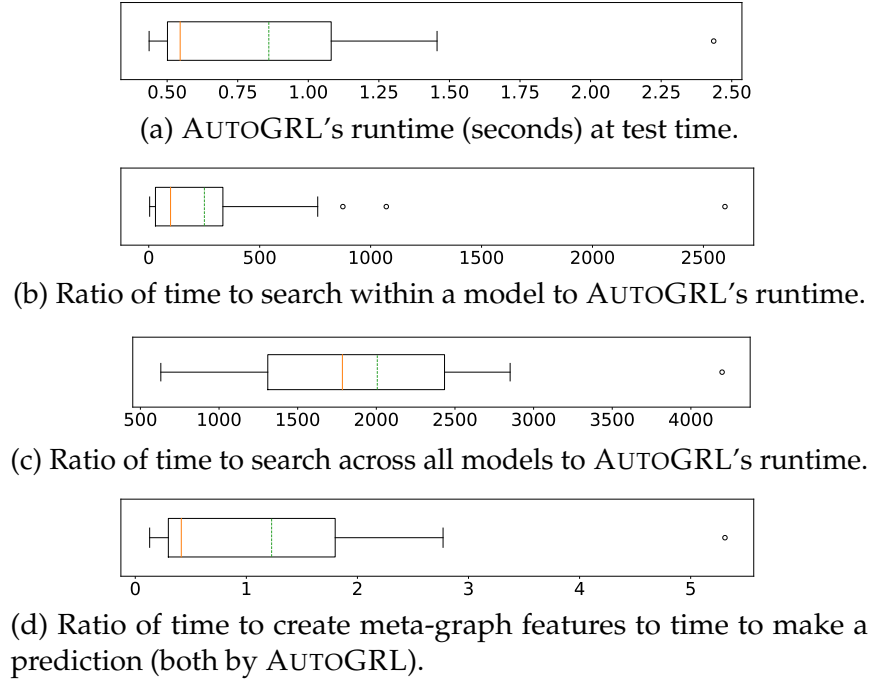 0.50 0.75 1.00 1.25 1.50 1.75 2.00 2.25 2.50
(a) AUTOGRL's runtime (seconds) at test time.
0 500 1000 1500 2000 2500
(b) Ratio of time to search within a model to AUTOGRL's runtime.
500 1000 1500 2000 2500 3000 3500 4000
(c) Ratio of time to search across all models to AUTOGRL's runtime.
0 1 2 3 4 5
(d) Ratio of time to create meta-graph features to time to make a
prediction (both by AUTOGRL).